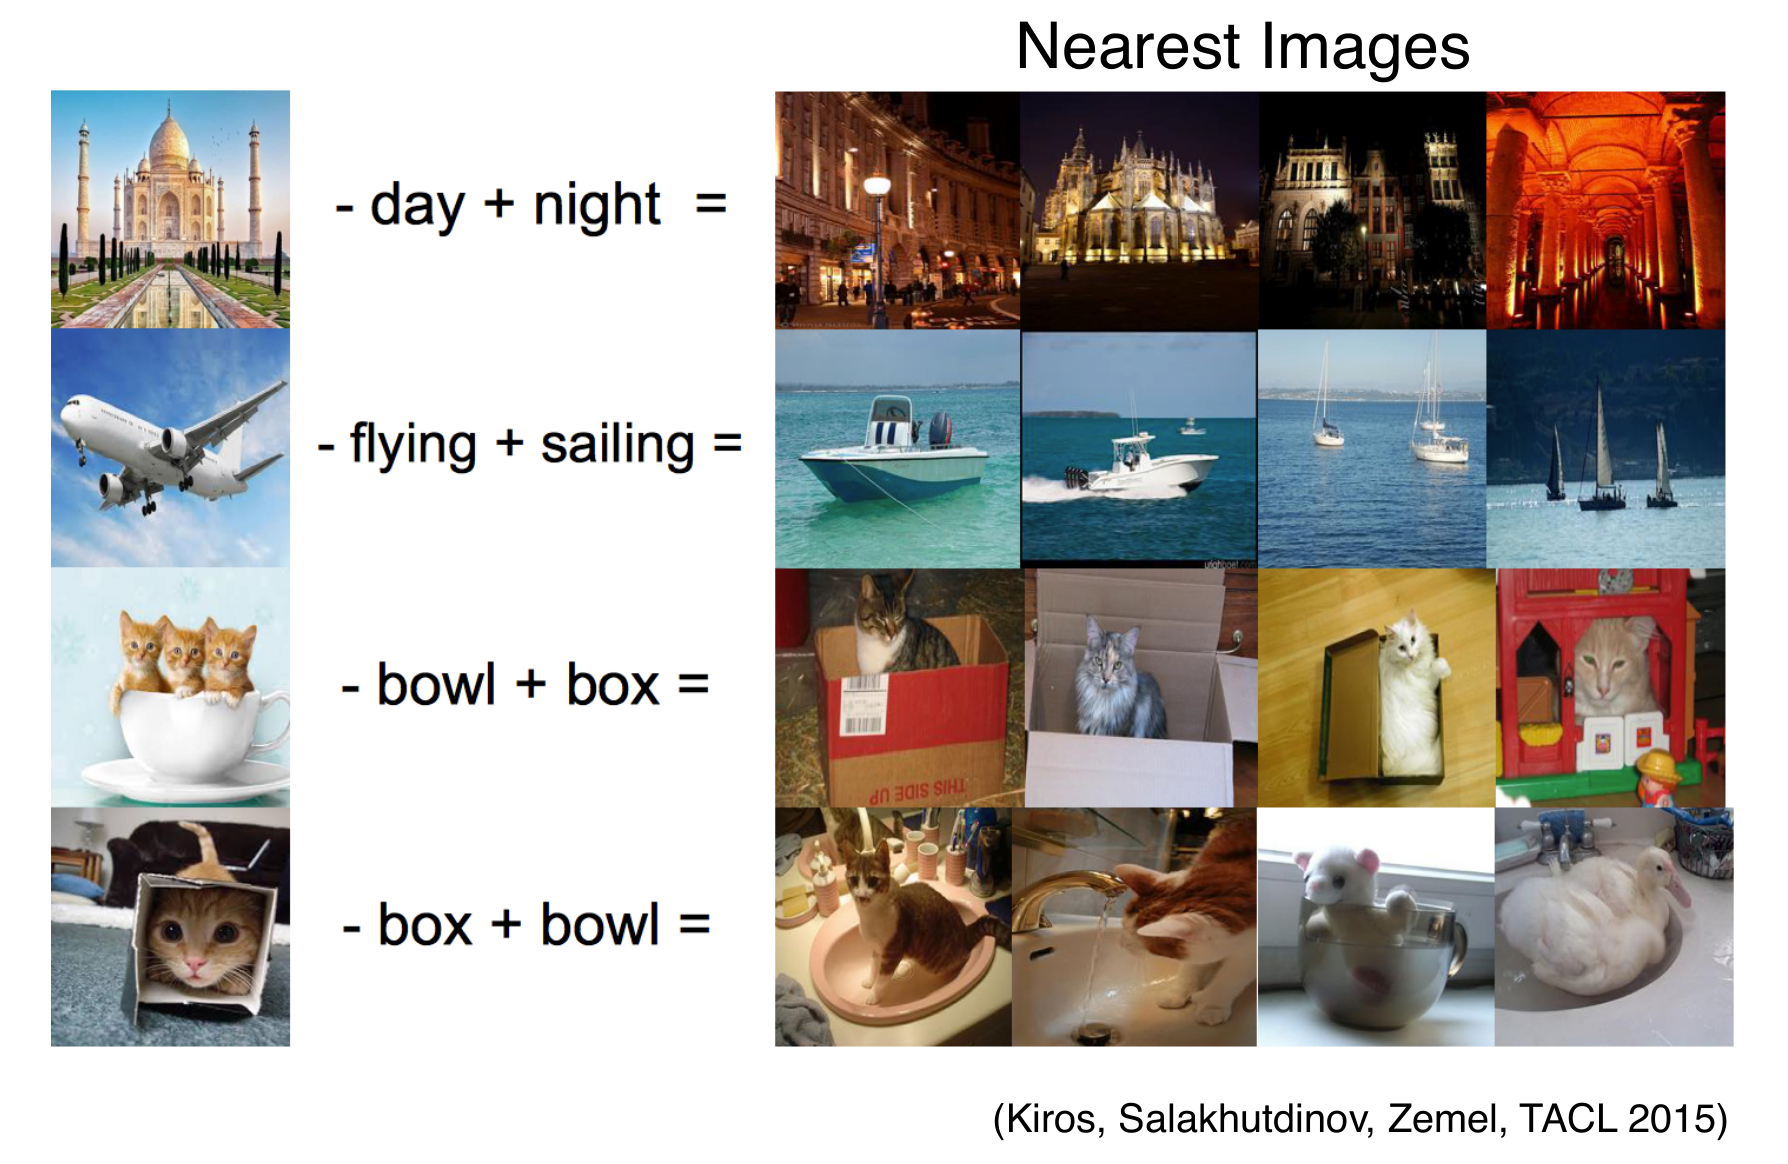 Nearest Images
- day + night =
- flying + sailing =
- bowl + box =
THIS SIDE UP
- box + bowl =
(Kiros, Salakhutdinov, Zemel, TACL 2015)